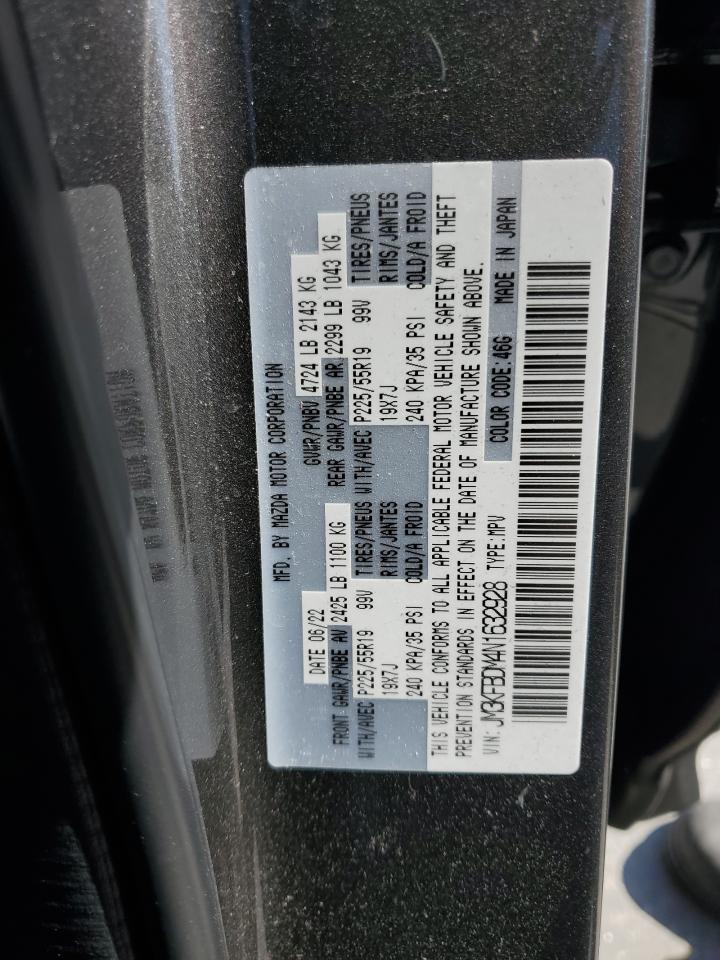 MFD. BY MAZDA MOTOR CORPORATION
DATE 06/22 GVWR/PNBV 4724 LB 2143 KG
FRONT GAWR/PNBE AV 2425 LB 1100 KG REAR GAWR/PNBE AR 2299 LB 1043 KG
WITH/AVEC P225/55R19 99V TIRES/PNEUS WITH/AVEC P225/55R19 99V TIRES/PNEUS
19X7J RIMS/JANTES 19X7J RIMS/JANTES
240 KPA/35 PSI COLD/A FROID 240 KPA/35 PSI COLD/A FROID
THIS VEHICLE CONFORMS TO ALL APPLICABLE FEDERAL MOTOR VEHICLE SAFETY AND THEFT
PREVENTION STANDARDS IN EFFECT ON THE DATE OF MANUFACTURE SHOWN ABOVE.
VIN: JM3KFBDM4N1632928 TYPE: MPV COLOR CODE: 46G MADE IN JAPAN